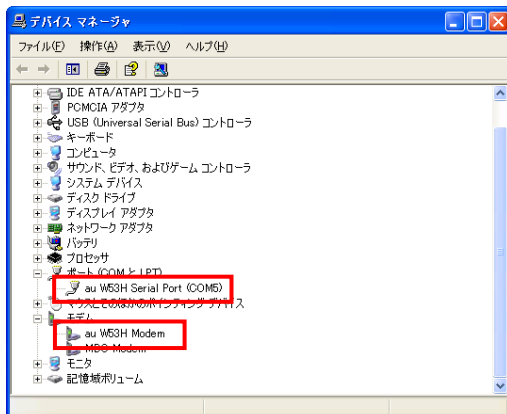 デバイス マネージャ
ファイル(F) 操作(A) 表示(V) ヘルプ(H)
IDE ATA/ATAPI コントローラ
PCMCIA アダプタ
USB (Universal Serial Bus) コントローラ
キーボード
コンピュータ
サウンド、ビデオ、およびゲーム コントローラ
システム デバイス
ディスク ドライブ
ディスプレイ アダプタ
ネットワーク アダプタ
バッテリ
プロセッサ
ポート (COM と LPT)
au W53H Serial Port (COM5)
マウスとそのほかのポインティング デバイス
モデム
au W53H Modem
MDC Modem
モニタ
記憶域ボリューム